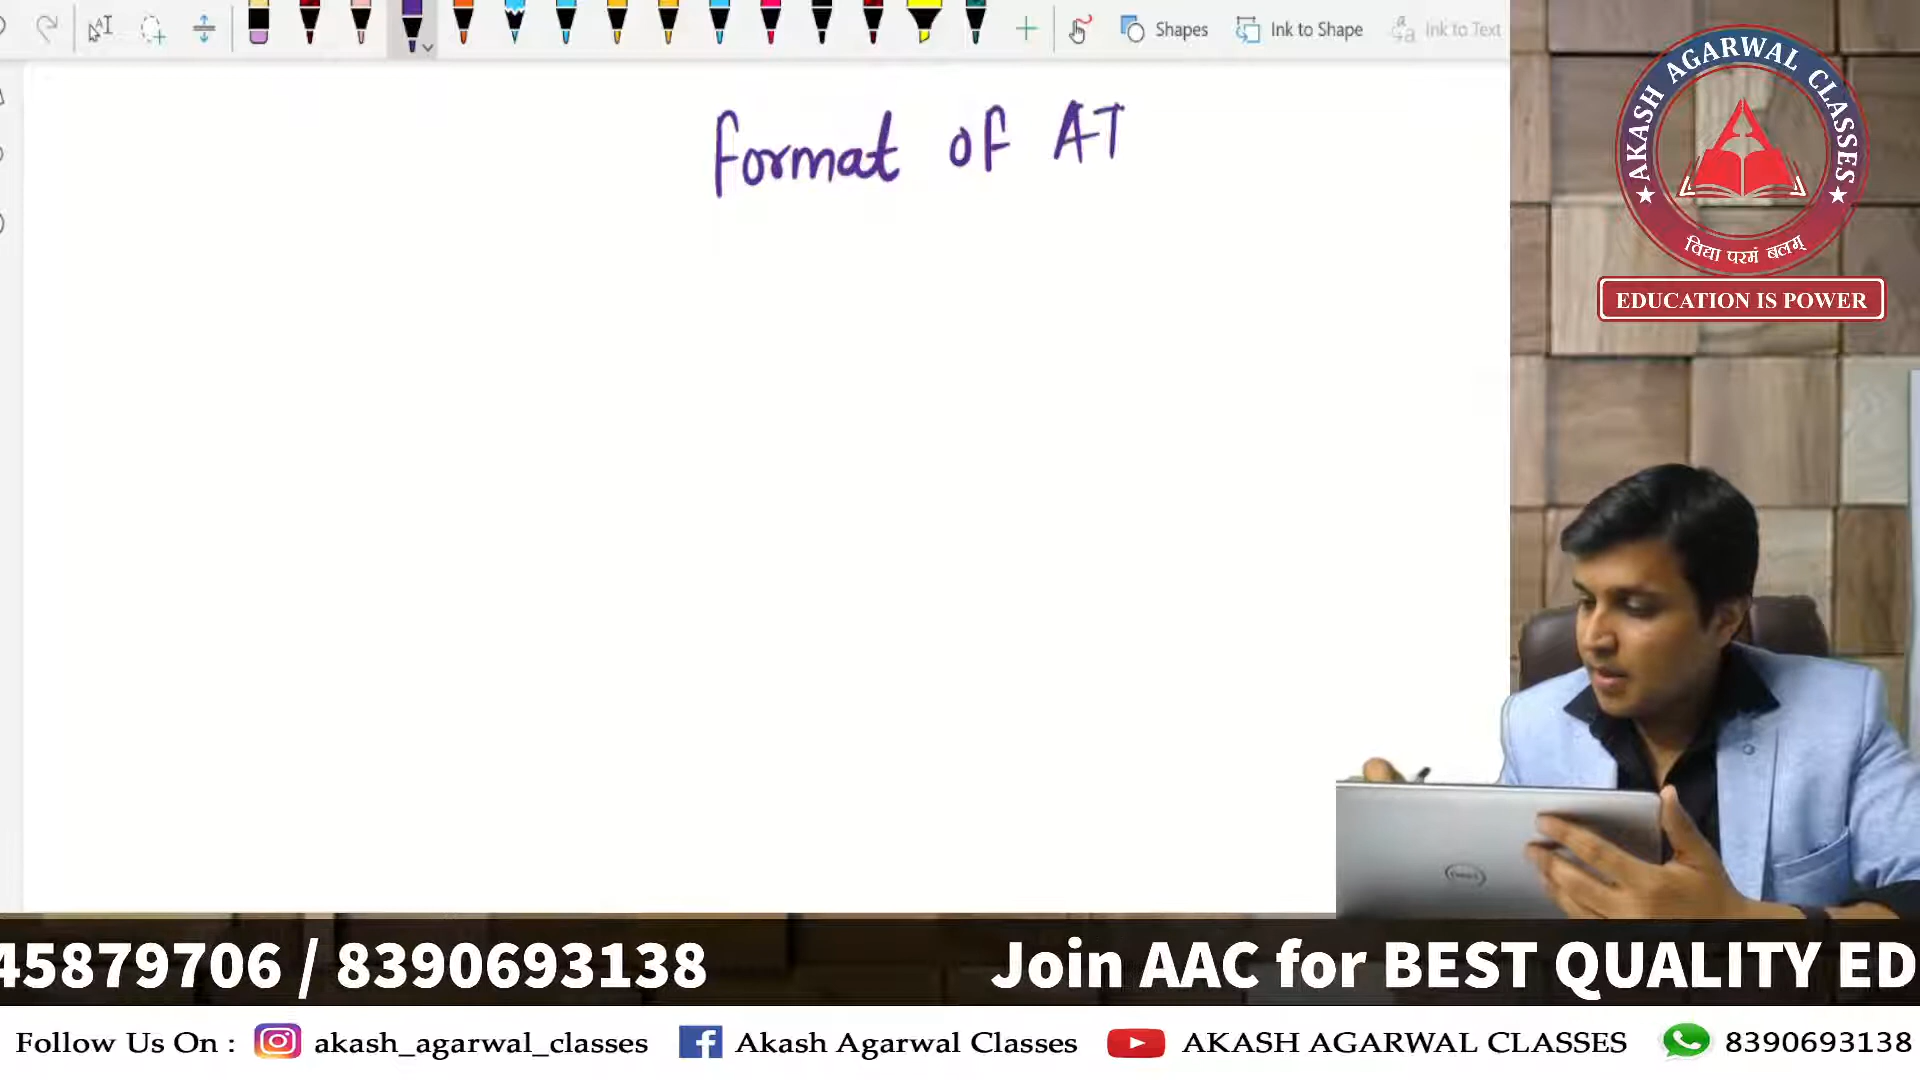 Shapes
Ink to Shape
Ink to Text
Format of AT
AKASH AGARWAL CLASSES
विद्या परमं बलम्
EDUCATION IS POWER
45879706 / 8390693138
Join AAC for BEST QUALITY ED
Follow Us On : akash_agarwal_classes Akash Agarwal Classes AKASH AGARWAL CLASSES 8390693138